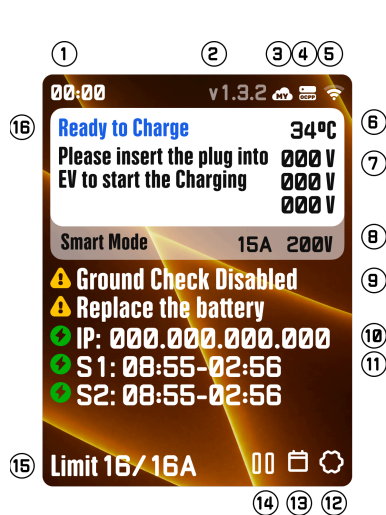 ① ② ③ ④ ⑤
00:00 v1.3.2 MY OCPP
⑯ Ready to Charge 34ºC ⑥
Please insert the plug into 000 V ⑦
EV to start the Charging 000 V
000 V
Smart Mode 15A 200V ⑧
Ground Check Disabled ⑨
Replace the battery
IP: 000.000.000.000 ⑩
S1: 08:55-02:56 ⑪
S2: 08:55-02:56
⑮ Limit 16/16A
⑭ ⑬ ⑫